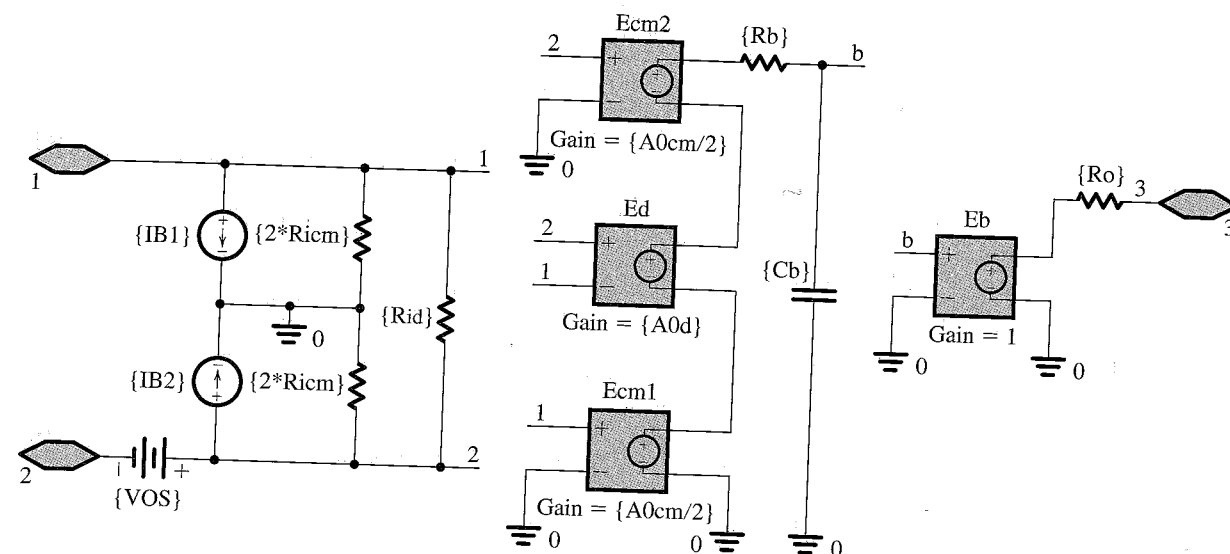 Ecm2
{Rb}
2
b
+
−
Gain = {A0cm/2}
0
1
1
{IB1}
+
−
{2*Ricm}
Ed
2
1
+
−
Gain = {A0d}
{Rid}
0
{IB2}
−
+
{2*Ricm}
{Cb}
{Ro}
3
3
Eb
b
+
−
Gain = 1
0
0
Ecm1
1
+
−
Gain = {A0cm/2}
0
0
0
2
2
+
{VOS}